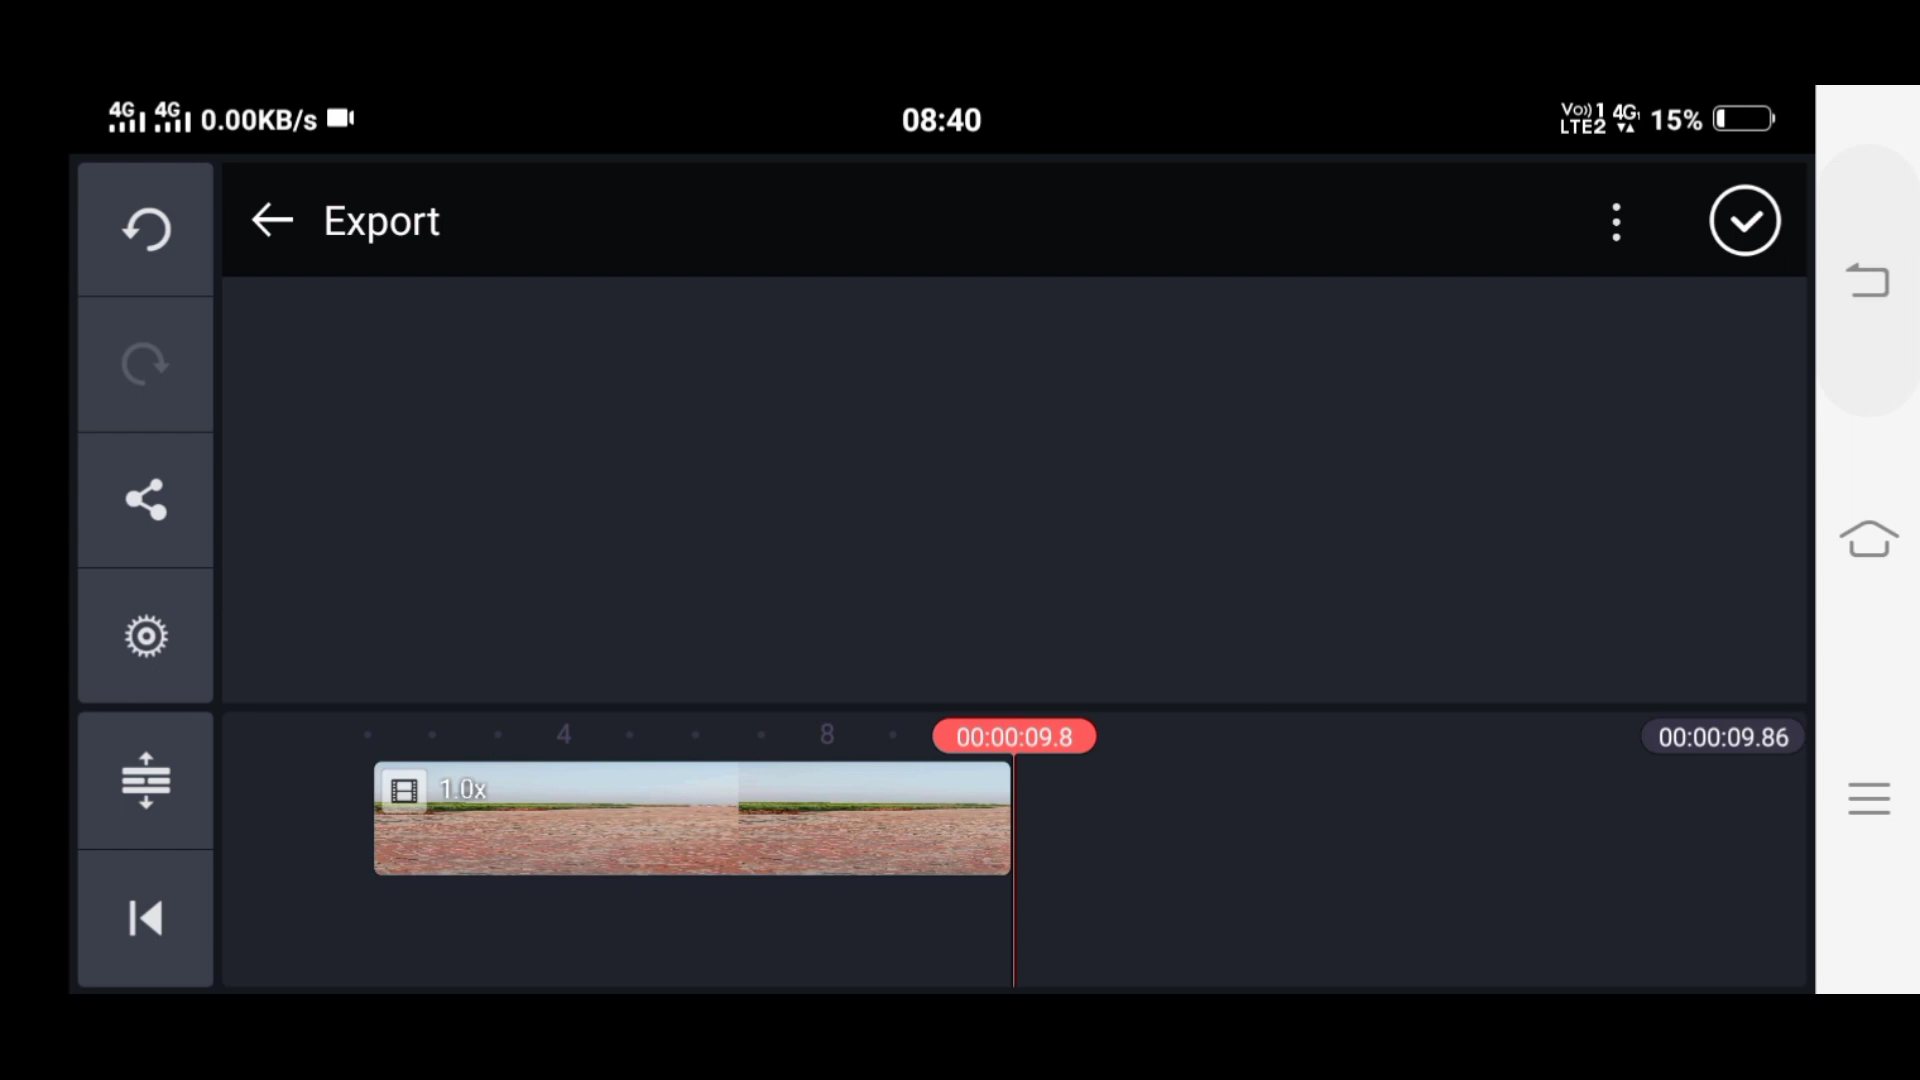 4G 4G 0.00KB/s
08:40
Vo)) 1 4G
LTE2
15%
Export
4
8
00:00:09.8
00:00:09.86
1.0x